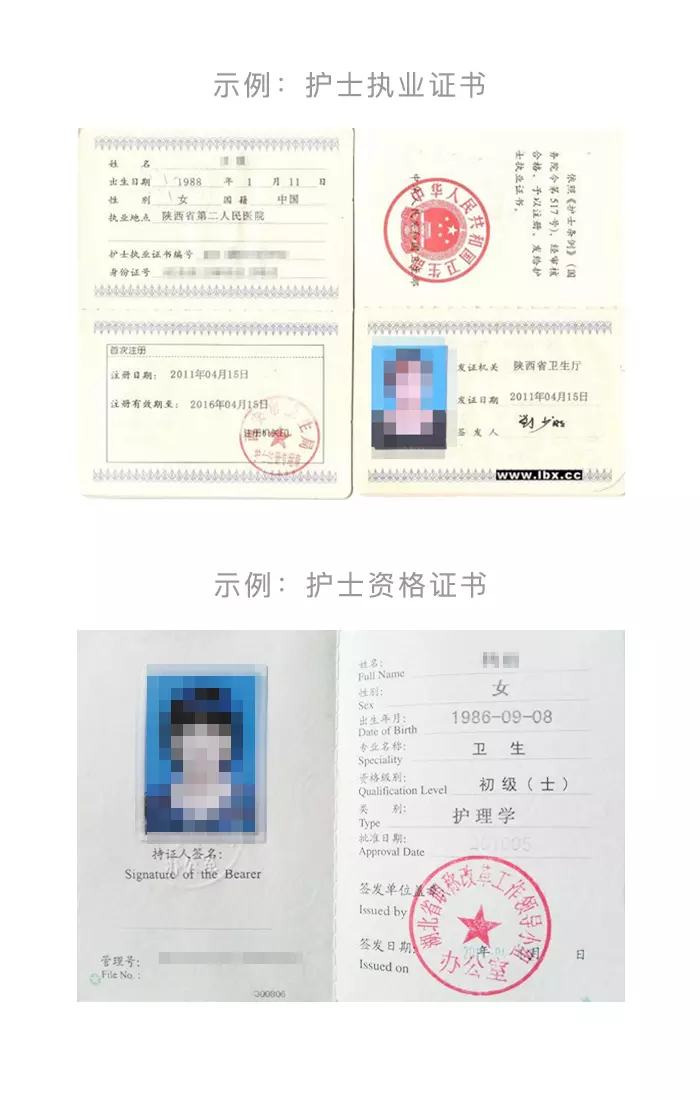 示例：护士执业证书
姓 名
出生日期 1988 年 1 月 11 日
性 别 女 国 籍 中国
执业地点 陕西省第二人民医院
护士执业证书编号
身份证号
首次注册
注册日期： 2011年04月15日
注册有效期至： 2016年04月15日
注册机关印
依照《护士条例》（国
务院令第517号），经审核
合格，予以注册，发给护
士执业证书。
中华人民共和国卫生部
发证机关 陕西省卫生厅
发证日期 2011年04月15日
签 发 人
www.lbx.cc
示例：护士资格证书
持证人签名：
Signature of the Bearer
管理号：
File No.：
姓名：
Full Name
性别： 女
Sex
出生年月： 1986-09-08
Date of Birth
专业名称： 卫 生
Speciality
资格级别： 初级（士）
Qualification Level
类 别： 护理学
Type
批准日期：
Approval Date
签发单位盖章
Issued by
湖北省职称改革工作领导小组
办公室
签发日期： 年 月 日
Issued on